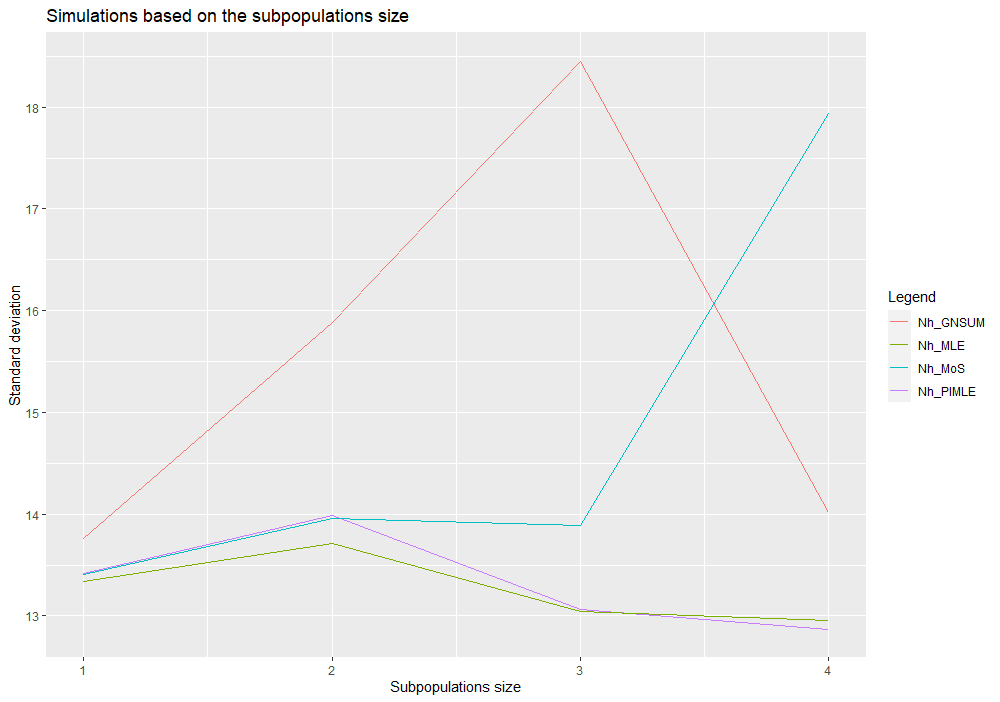 Simulations based on the subpopulations size
Standard deviation
18
17
16
15
14
13
1
2
3
4
Subpopulations size
Legend
Nh_GNSUM
Nh_MLE
Nh_MoS
Nh_PIMLE